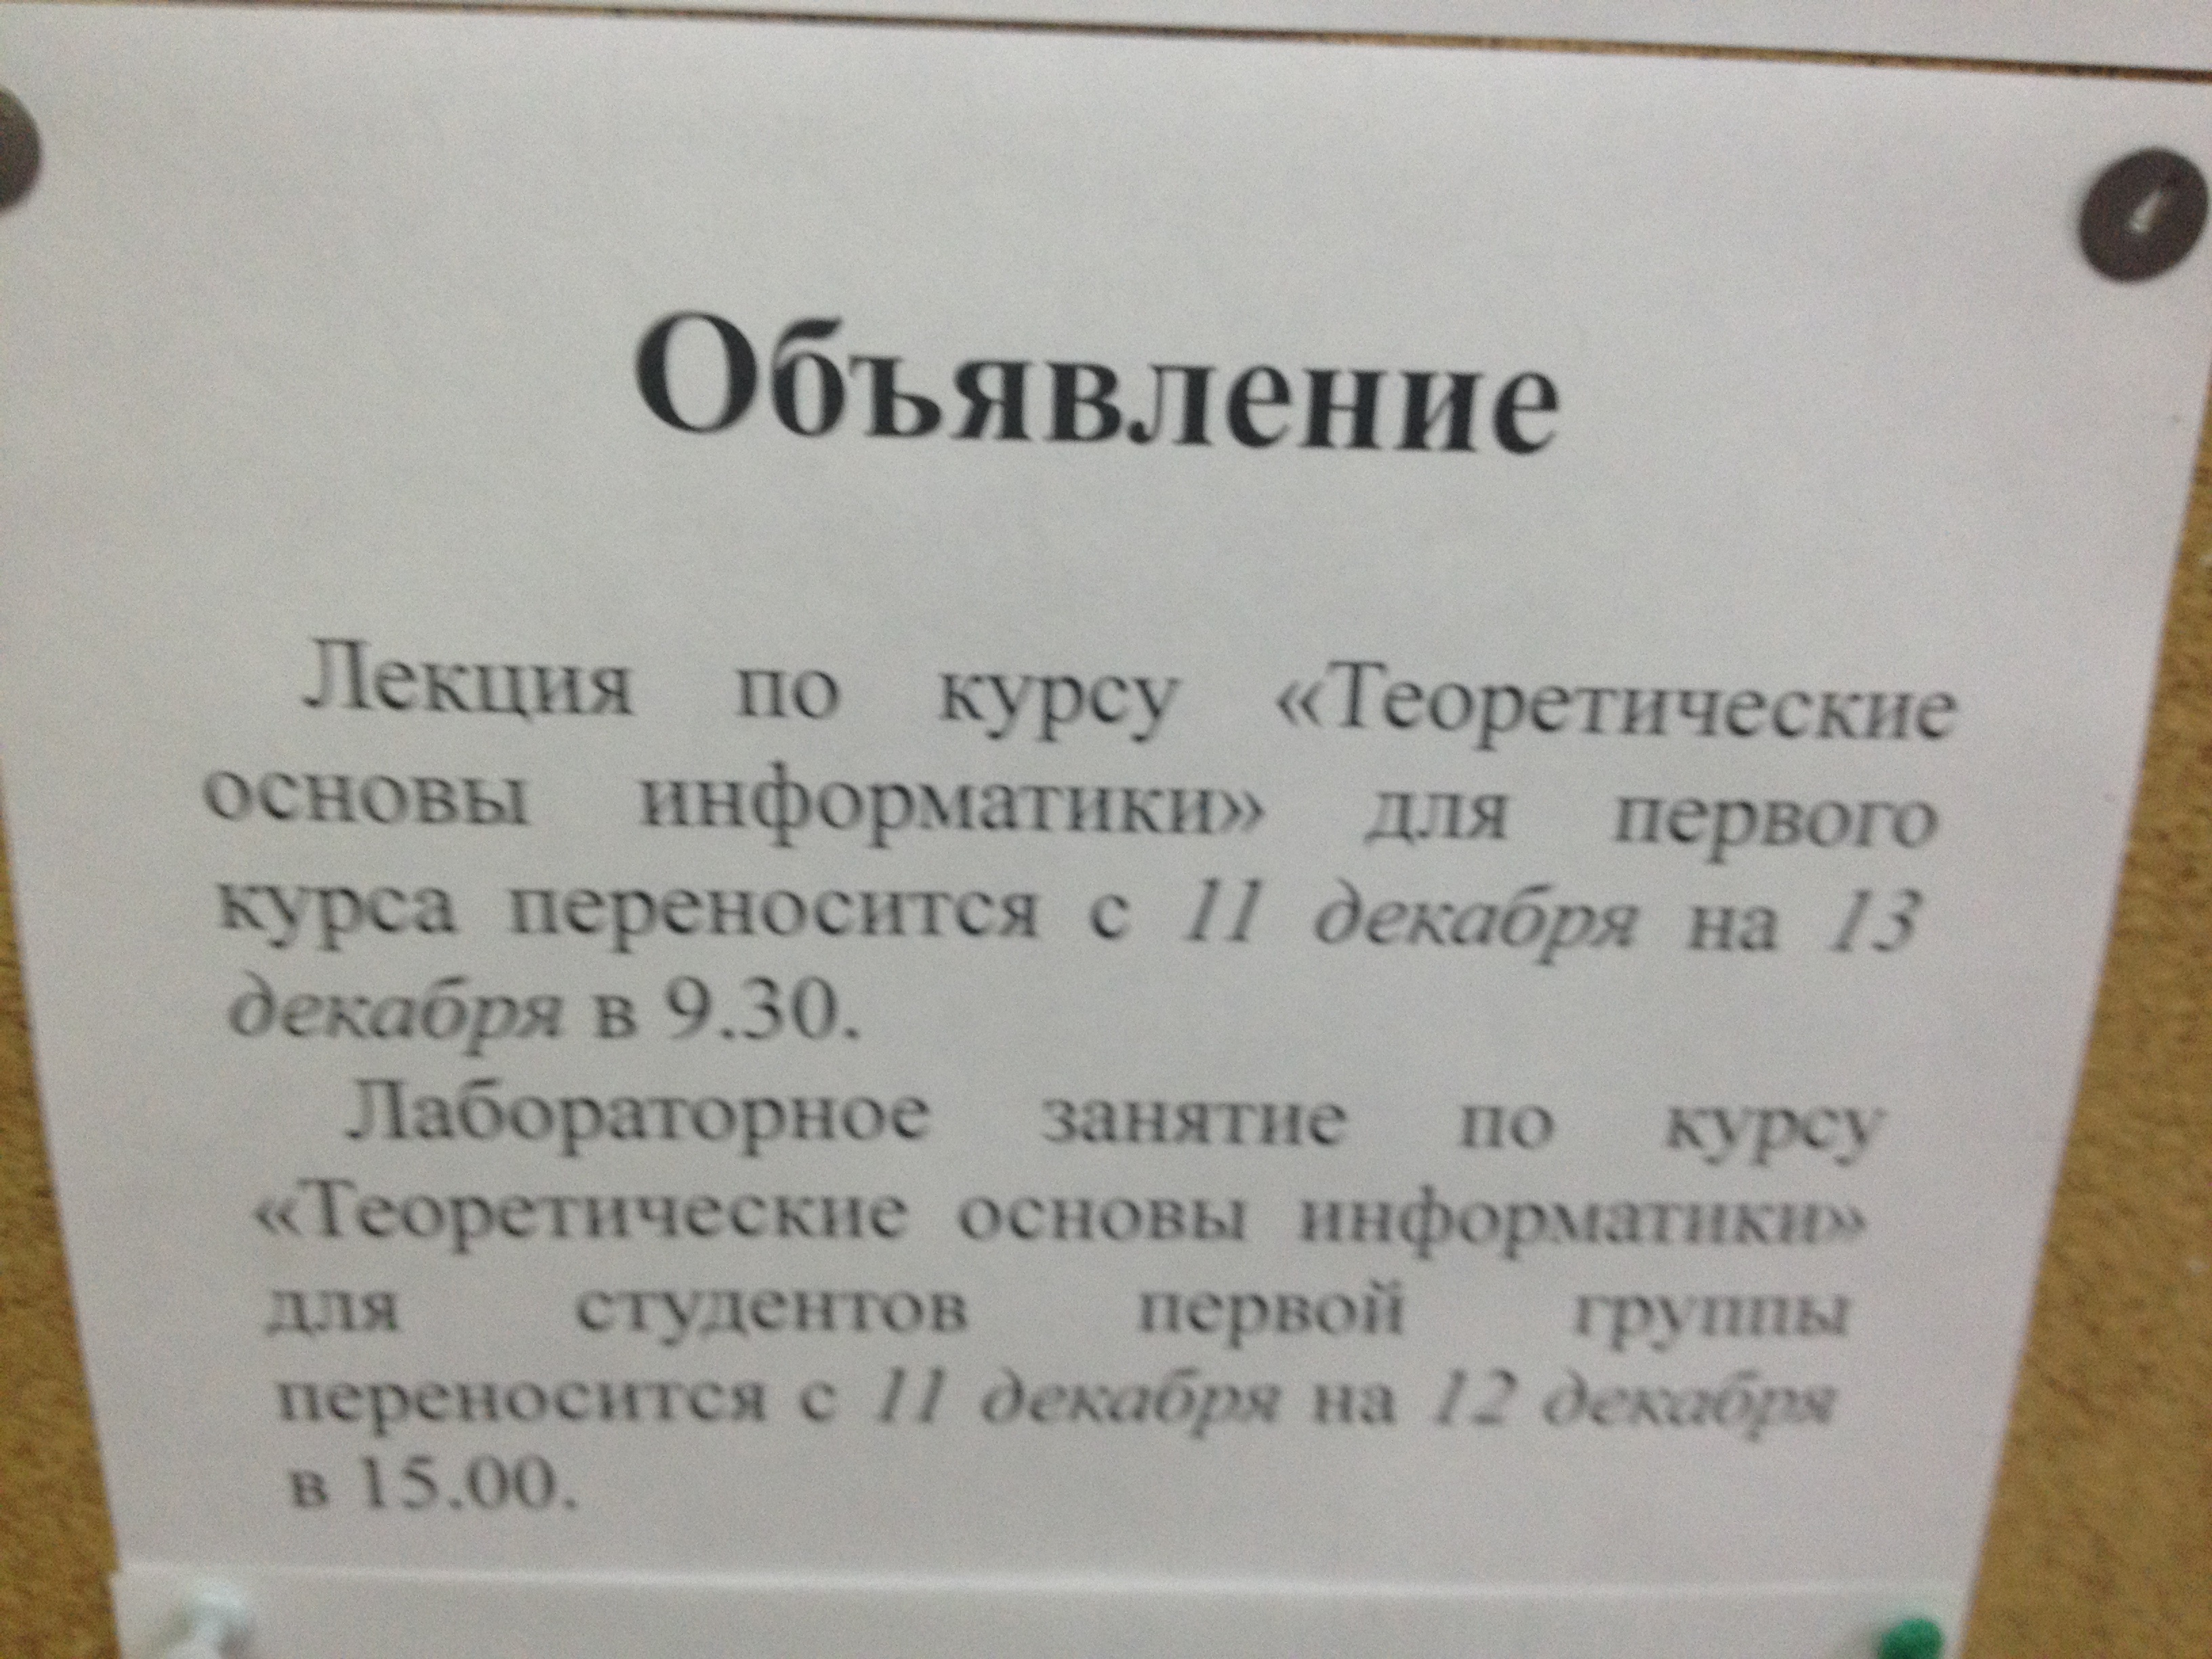 Объявление
Лекция по курсу «Теоретические
основы информатики» для первого
курса переносится с 11 декабря на 13
декабря в 9.30.
Лабораторное занятие по курсу
«Теоретические основы информатики»
для студентов первой группы
переносится с 11 декабря на 12 декабря
в 15.00.